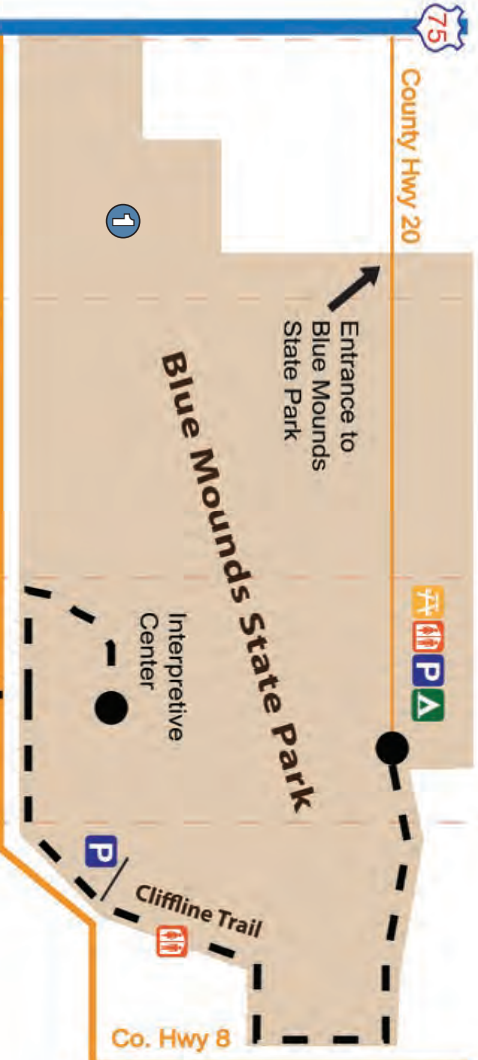 75
County Hwy 20
Entrance to
Blue Mounds
State Park
Blue Mounds State Park
1
P
Interpretive
Center
P
Cliffline Trail
Co. Hwy 8